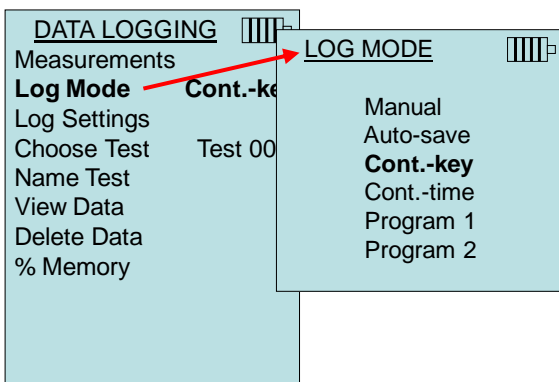 DATA LOGGING
Measurements
Log Mode Cont.-ke
Log Settings
Choose Test Test 00
Name Test
View Data
Delete Data
% Memory
LOG MODE
Manual
Auto-save
Cont.-key
Cont.-time
Program 1
Program 2